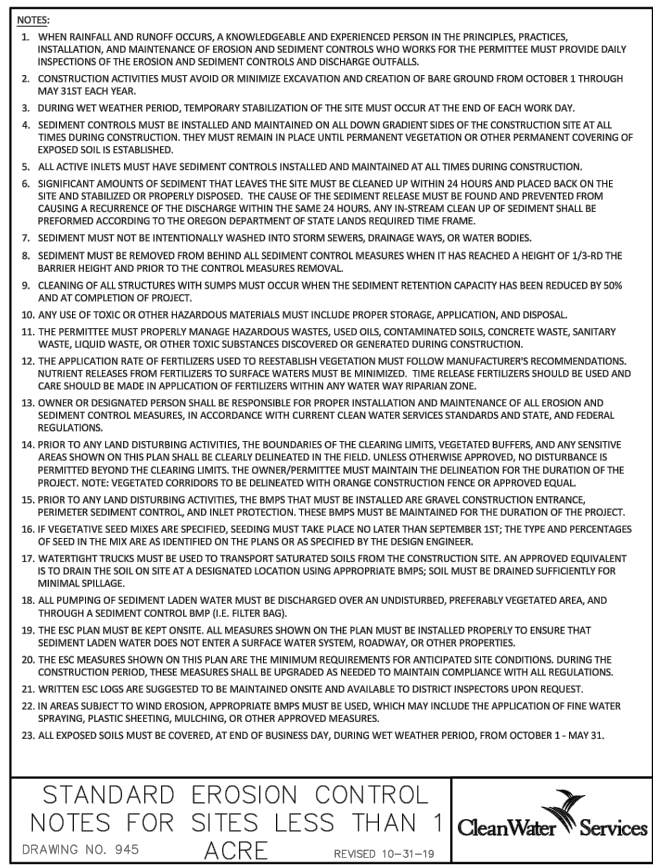 NOTES:
1. WHEN RAINFALL AND RUNOFF OCCURS, A KNOWLEDGEABLE AND EXPERIENCED PERSON IN THE PRINCIPLES, PRACTICES,
INSTALLATION, AND MAINTENANCE OF EROSION AND SEDIMENT CONTROLS WHO WORKS FOR THE PERMITTEE MUST PROVIDE DAILY
INSPECTIONS OF THE EROSION AND SEDIMENT CONTROLS AND DISCHARGE OUTFALLS.
2. CONSTRUCTION ACTIVITIES MUST AVOID OR MINIMIZE EXCAVATION AND CREATION OF BARE GROUND FROM OCTOBER 1 THROUGH
MAY 31ST EACH YEAR.
3. DURING WET WEATHER PERIOD, TEMPORARY STABILIZATION OF THE SITE MUST OCCUR AT THE END OF EACH WORK DAY.
4. SEDIMENT CONTROLS MUST BE INSTALLED AND MAINTAINED ON ALL DOWN GRADIENT SIDES OF THE CONSTRUCTION SITE AT ALL
TIMES DURING CONSTRUCTION. THEY MUST REMAIN IN PLACE UNTIL PERMANENT VEGETATION OR OTHER PERMANENT COVERING OF
EXPOSED SOIL IS ESTABLISHED.
5. ALL ACTIVE INLETS MUST HAVE SEDIMENT CONTROLS INSTALLED AND MAINTAINED AT ALL TIMES DURING CONSTRUCTION.
6. SIGNIFICANT AMOUNTS OF SEDIMENT THAT LEAVES THE SITE MUST BE CLEANED UP WITHIN 24 HOURS AND PLACED BACK ON THE
SITE AND STABILIZED OR PROPERLY DISPOSED. THE CAUSE OF THE SEDIMENT RELEASE MUST BE FOUND AND PREVENTED FROM
CAUSING A RECURRENCE OF THE DISCHARGE WITHIN THE SAME 24 HOURS. ANY IN-STREAM CLEAN UP OF SEDIMENT SHALL BE
PREFORMED ACCORDING TO THE OREGON DEPARTMENT OF STATE LANDS REQUIRED TIME FRAME.
7. SEDIMENT MUST NOT BE INTENTIONALLY WASHED INTO STORM SEWERS, DRAINAGE WAYS, OR WATER BODIES.
8. SEDIMENT MUST BE REMOVED FROM BEHIND ALL SEDIMENT CONTROL MEASURES WHEN IT HAS REACHED A HEIGHT OF 1/3-RD THE
BARRIER HEIGHT AND PRIOR TO THE CONTROL MEASURES REMOVAL.
9. CLEANING OF ALL STRUCTURES WITH SUMPS MUST OCCUR WHEN THE SEDIMENT RETENTION CAPACITY HAS BEEN REDUCED BY 50%
AND AT COMPLETION OF PROJECT.
10. ANY USE OF TOXIC OR OTHER HAZARDOUS MATERIALS MUST INCLUDE PROPER STORAGE, APPLICATION, AND DISPOSAL.
11. THE PERMITTEE MUST PROPERLY MANAGE HAZARDOUS WASTES, USED OILS, CONTAMINATED SOILS, CONCRETE WASTE, SANITARY
WASTE, LIQUID WASTE, OR OTHER TOXIC SUBSTANCES DISCOVERED OR GENERATED DURING CONSTRUCTION.
12. THE APPLICATION RATE OF FERTILIZERS USED TO REESTABLISH VEGETATION MUST FOLLOW MANUFACTURER'S RECOMMENDATIONS.
NUTRIENT RELEASES FROM FERTILIZERS TO SURFACE WATERS MUST BE MINIMIZED. TIME RELEASE FERTILIZERS SHOULD BE USED AND
CARE SHOULD BE MADE IN APPLICATION OF FERTILIZERS WITHIN ANY WATER WAY RIPARIAN ZONE.
13. OWNER OR DESIGNATED PERSON SHALL BE RESPONSIBLE FOR PROPER INSTALLATION AND MAINTENANCE OF ALL EROSION AND
SEDIMENT CONTROL MEASURES, IN ACCORDANCE WITH CURRENT CLEAN WATER SERVICES STANDARDS AND STATE, AND FEDERAL
REGULATIONS.
14. PRIOR TO ANY LAND DISTURBING ACTIVITIES, THE BOUNDARIES OF THE CLEARING LIMITS, VEGETATED BUFFERS, AND ANY SENSITIVE
AREAS SHOWN ON THIS PLAN SHALL BE CLEARLY DELINEATED IN THE FIELD. UNLESS OTHERWISE APPROVED, NO DISTURBANCE IS
PERMITTED BEYOND THE CLEARING LIMITS. THE OWNER/PERMITTEE MUST MAINTAIN THE DELINEATION FOR THE DURATION OF THE
PROJECT. NOTE: VEGETATED CORRIDORS TO BE DELINEATED WITH ORANGE CONSTRUCTION FENCE OR APPROVED EQUAL.
15. PRIOR TO ANY LAND DISTURBING ACTIVITIES, THE BMPS THAT MUST BE INSTALLED ARE GRAVEL CONSTRUCTION ENTRANCE,
PERIMETER SEDIMENT CONTROL, AND INLET PROTECTION. THESE BMPS MUST BE MAINTAINED FOR THE DURATION OF THE PROJECT.
16. IF VEGETATIVE SEED MIXES ARE SPECIFIED, SEEDING MUST TAKE PLACE NO LATER THAN SEPTEMBER 1ST; THE TYPE AND PERCENTAGES
OF SEED IN THE MIX ARE AS IDENTIFIED ON THE PLANS OR AS SPECIFIED BY THE DESIGN ENGINEER.
17. WATERTIGHT TRUCKS MUST BE USED TO TRANSPORT SATURATED SOILS FROM THE CONSTRUCTION SITE. AN APPROVED EQUIVALENT
IS TO DRAIN THE SOIL ON SITE AT A DESIGNATED LOCATION USING APPROPRIATE BMPS; SOIL MUST BE DRAINED SUFFICIENTLY FOR
MINIMAL SPILLAGE.
18. ALL PUMPING OF SEDIMENT LADEN WATER MUST BE DISCHARGED OVER AN UNDISTURBED, PREFERABLY VEGETATED AREA, AND
THROUGH A SEDIMENT CONTROL BMP (I.E. FILTER BAG).
19. THE ESC PLAN MUST BE KEPT ONSITE. ALL MEASURES SHOWN ON THE PLAN MUST BE INSTALLED PROPERLY TO ENSURE THAT
SEDIMENT LADEN WATER DOES NOT ENTER A SURFACE WATER SYSTEM, ROADWAY, OR OTHER PROPERTIES.
20. THE ESC MEASURES SHOWN ON THIS PLAN ARE THE MINIMUM REQUIREMENTS FOR ANTICIPATED SITE CONDITIONS. DURING THE
CONSTRUCTION PERIOD, THESE MEASURES SHALL BE UPGRADED AS NEEDED TO MAINTAIN COMPLIANCE WITH ALL REGULATIONS.
21. WRITTEN ESC LOGS ARE SUGGESTED TO BE MAINTAINED ONSITE AND AVAILABLE TO DISTRICT INSPECTORS UPON REQUEST.
22. IN AREAS SUBJECT TO WIND EROSION, APPROPRIATE BMPS MUST BE USED, WHICH MAY INCLUDE THE APPLICATION OF FINE WATER
SPRAYING, PLASTIC SHEETING, MULCHING, OR OTHER APPROVED MEASURES.
23. ALL EXPOSED SOILS MUST BE COVERED, AT END OF BUSINESS DAY, DURING WET WEATHER PERIOD, FROM OCTOBER 1 - MAY 31.
STANDARD EROSION CONTROL
NOTES FOR SITES LESS THAN 1
ACRE
DRAWING NO. 945
REVISED 10-31-19
CleanWater Services